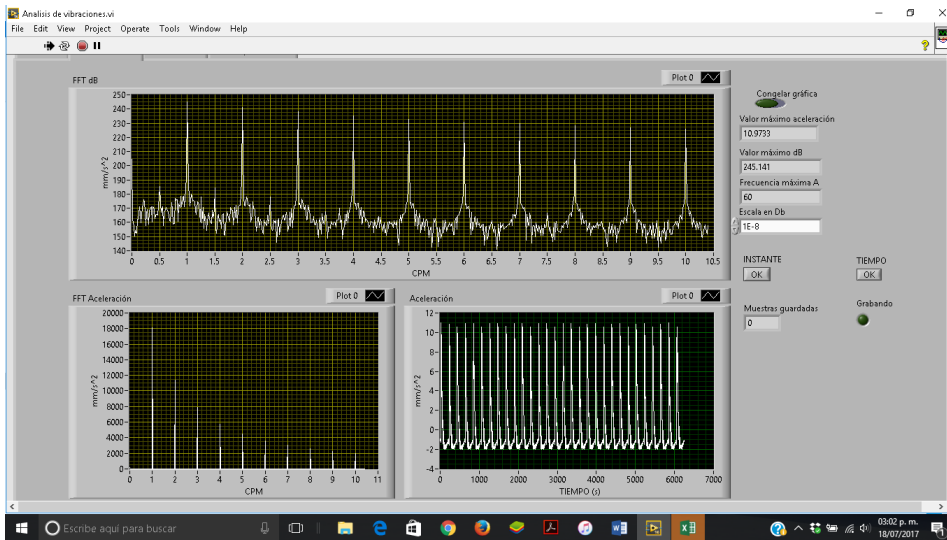 Analisis de vibraciones.vi
File Edit View Project Operate Tools Window Help
FFT dB
Plot 0
250
240
230
220
210
200
190
180
170
160
150
140
mm/s^2
0 0.5 1 1.5 2 2.5 3 3.5 4 4.5 5 5.5 6 6.5 7 7.5 8 8.5 9 9.5 10 10.5
CPM
Congelar gráfica
Valor máximo aceleración
10.9733
Valor máximo dB
245.141
Frecuencia máxima A
60
Escala en Db
1E-8
INSTANTE
OK
TIEMPO
OK
Muestras guardadas
0
Grabando
FFT Aceleración
Plot 0
20000
18000
16000
14000
12000
10000
8000
6000
4000
2000
0
mm/s^2
0 1 2 3 4 5 6 7 8 9 10 11
CPM
Aceleración
Plot 0
12
10
8
6
4
2
0
-2
-4
mm/s^2
0 1000 2000 3000 4000 5000 6000 7000
TIEMPO (s)
Escribe aquí para buscar
03:02 p. m.
18/07/2017